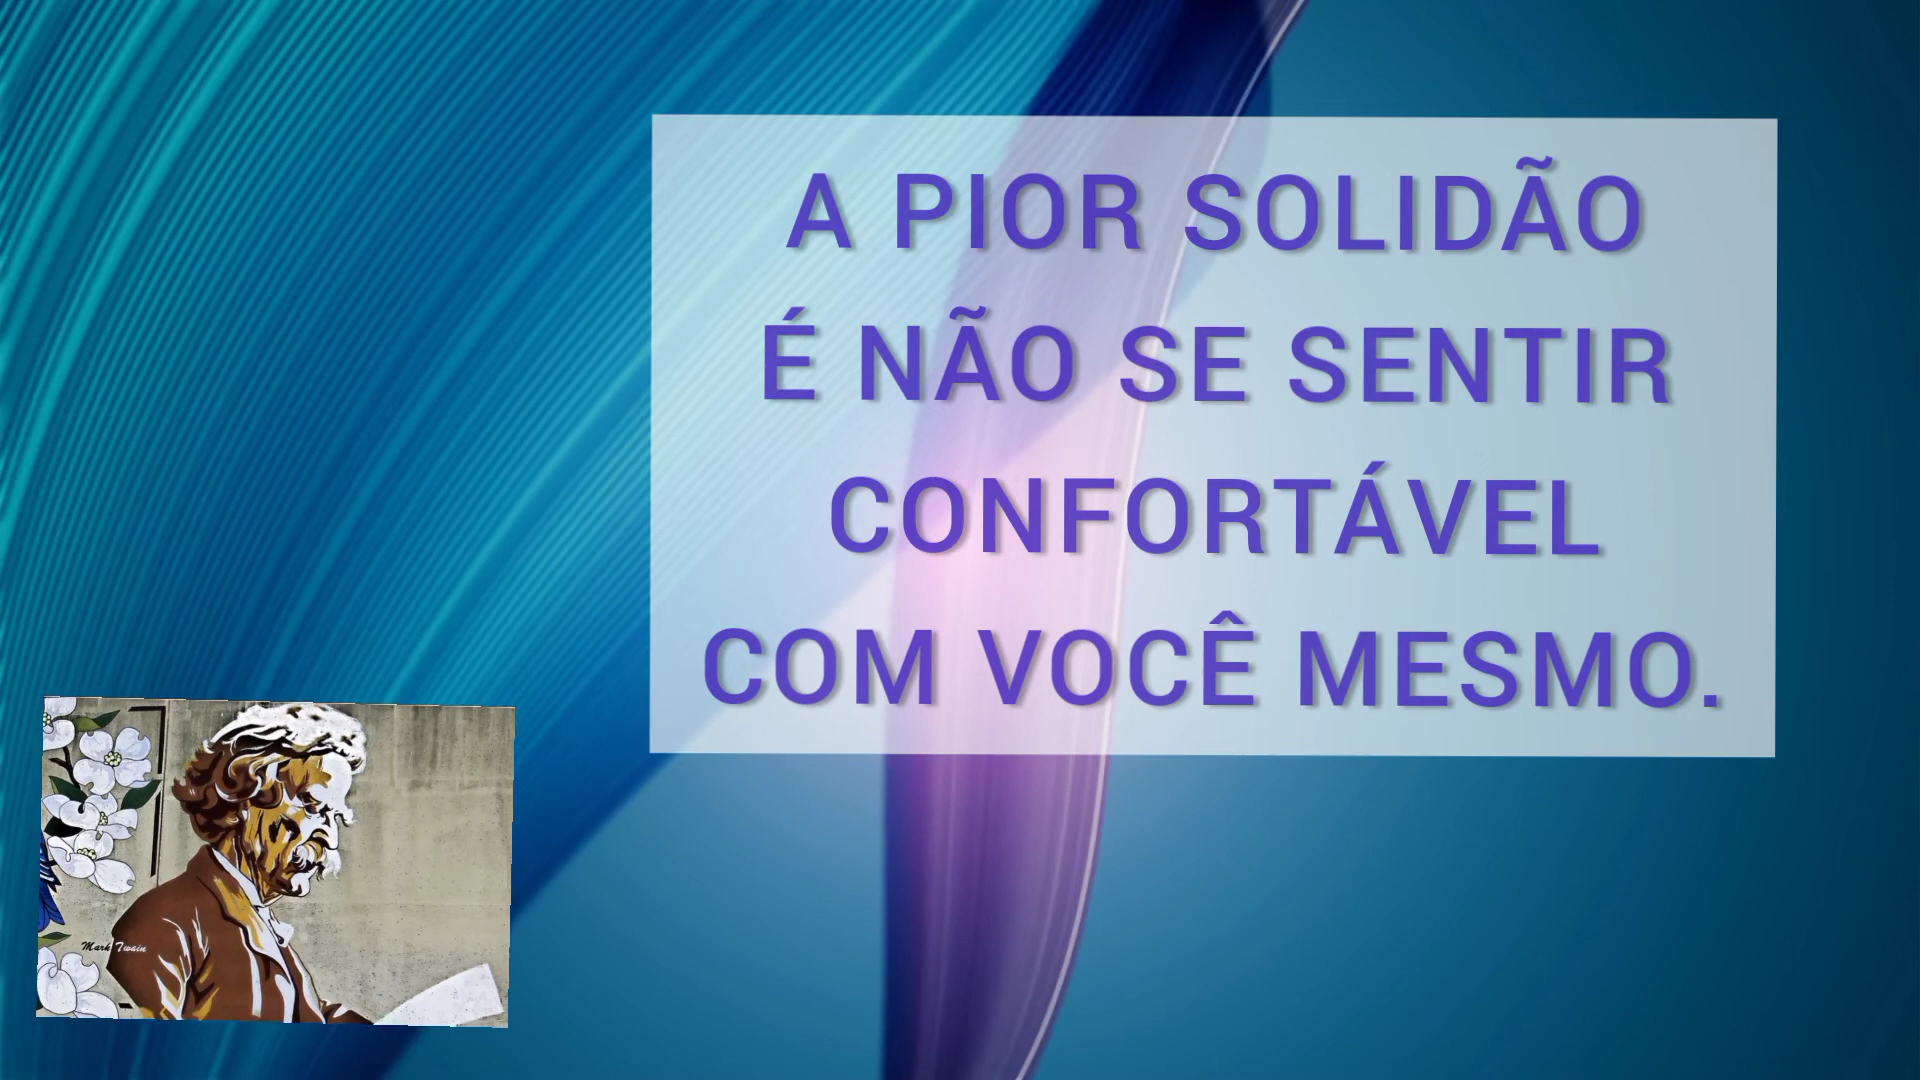 A PIOR SOLIDÃO
É NÃO SE SENTIR
CONFORTÁVEL
COM VOCÊ MESMO.
Mark Twain